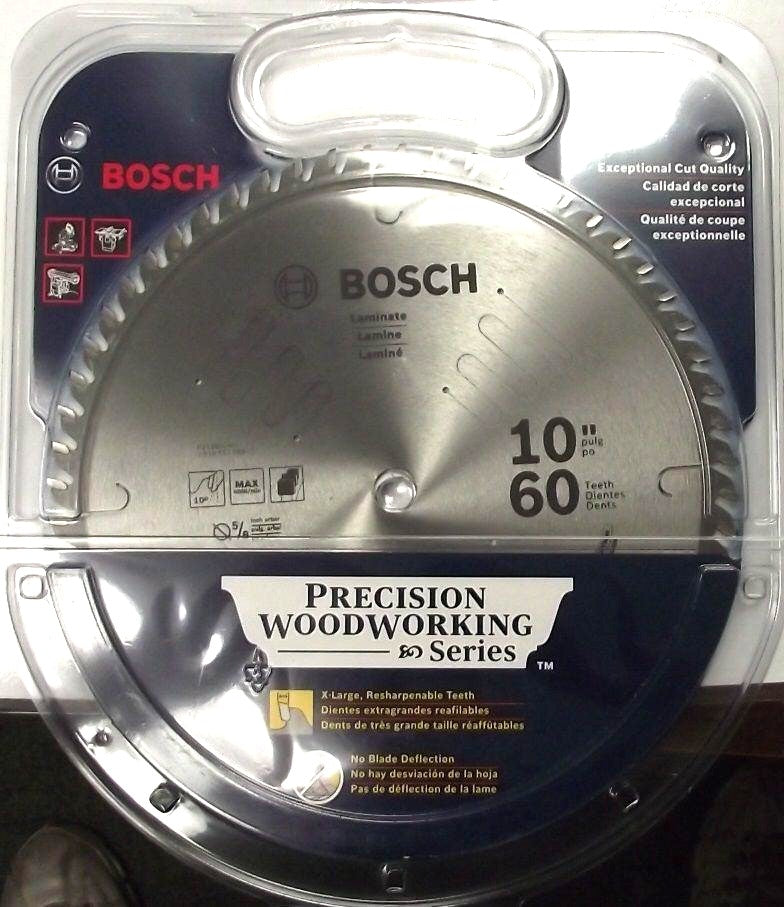 BOSCH
Exceptional Cut Quality
Calidad de corte
excepcional
Qualité de coupe
exceptionnelle
BOSCH
Laminate
Lamine
Laminé
10"
pulg
po
60
Teeth
Dientes
Dents
10°
MAX
5/8
PRECISION
WOODWORKING
Series
TM
X-Large, Resharpenable Teeth
Dientes extragrandes reafilables
Dents de très grande taille réaffûtables
No Blade Deflection
No hay desviación de la hoja
Pas de déflection de la lame